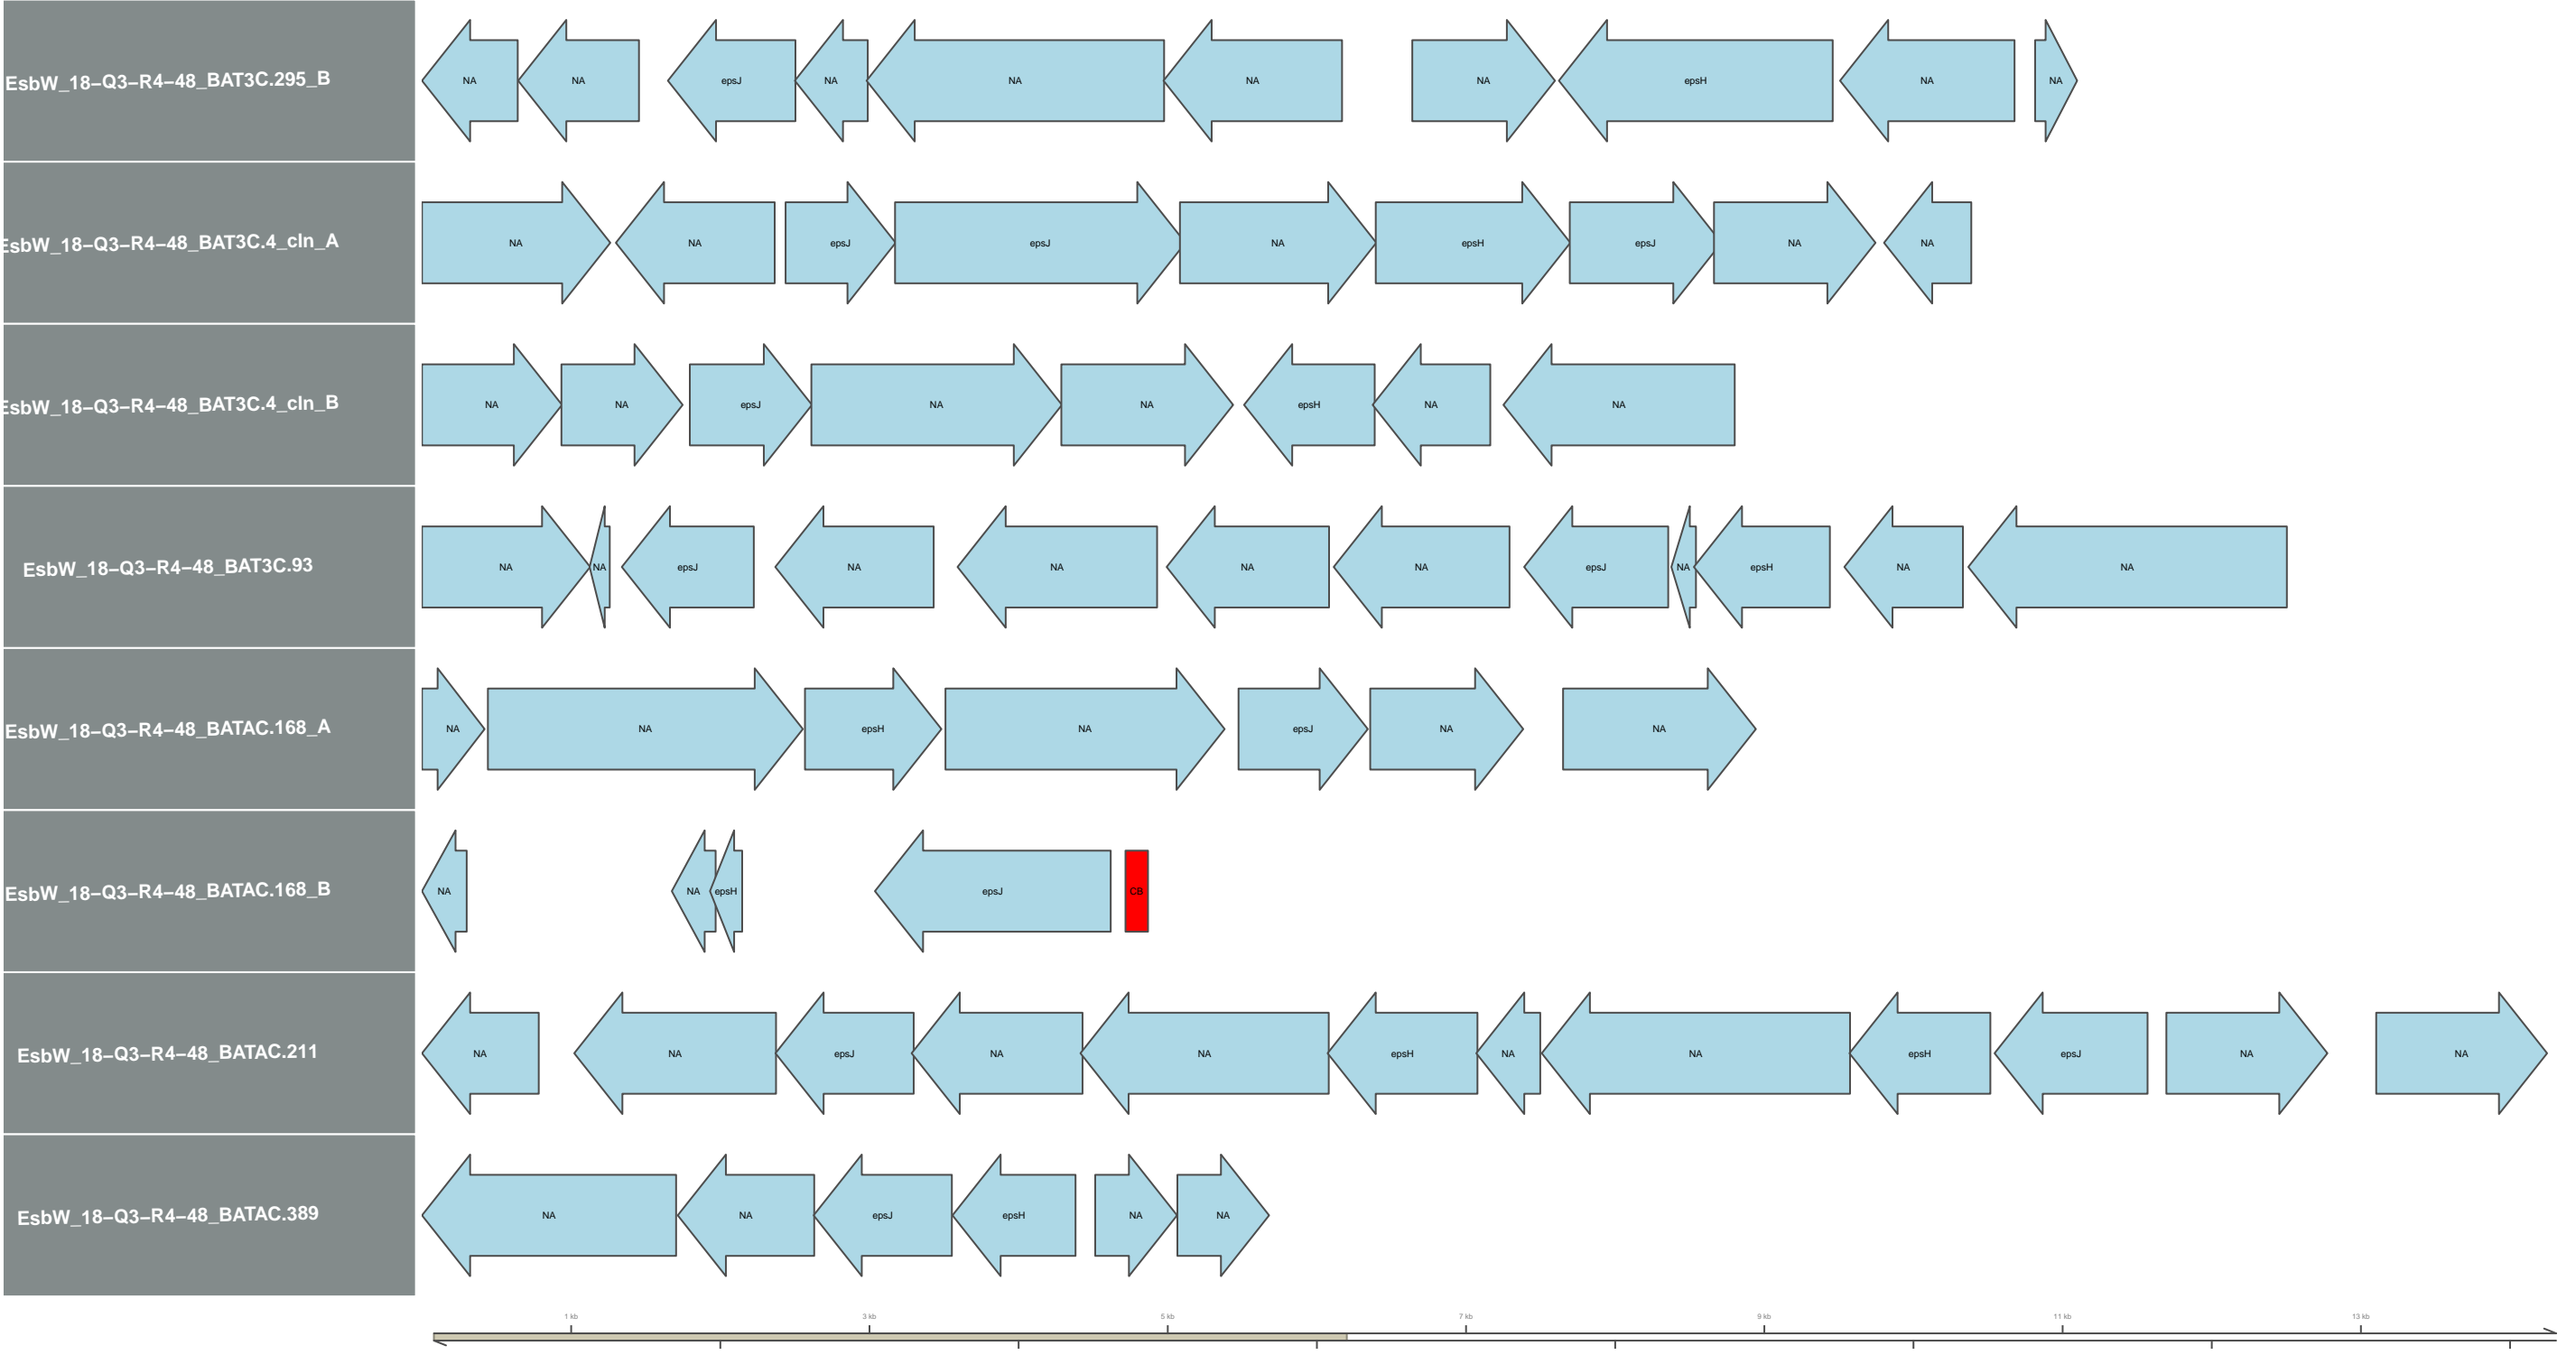 EsbW_18–Q3–R4–48_BAT3C.295_B
NA NA epsJ NA NA NA NA epsH NA NA
EsbW_18–Q3–R4–48_BAT3C.4_cln_A
NA NA epsJ epsJ NA epsH epsJ NA NA
EsbW_18–Q3–R4–48_BAT3C.4_cln_B
NA NA epsJ NA NA epsH NA NA
EsbW_18–Q3–R4–48_BAT3C.93
NA NA epsJ NA NA NA NA epsJ NA epsH NA NA
EsbW_18–Q3–R4–48_BATAC.168_A
NA NA epsH NA epsJ NA NA
EsbW_18–Q3–R4–48_BATAC.168_B
NA NA epsH epsJ CB
EsbW_18–Q3–R4–48_BATAC.211
NA NA epsJ NA NA epsH NA NA epsH epsJ NA NA
EsbW_18–Q3–R4–48_BATAC.389
NA NA epsJ epsH NA NA
1 kb 3 kb 5 kb 7 kb 9 kb 11 kb 13 kb